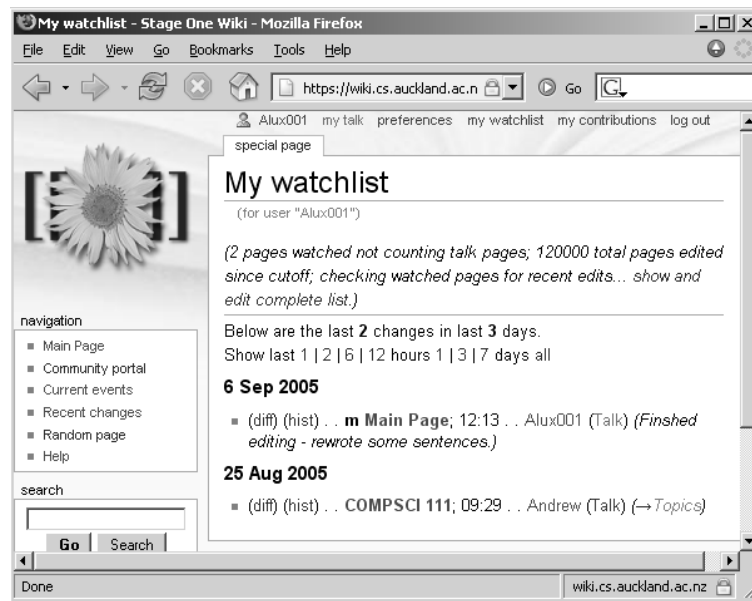 My watchlist - Stage One Wiki - Mozilla Firefox
File Edit View Go Bookmarks Tools Help
https://wiki.cs.auckland.ac.n Go G
Alux001 my talk preferences my watchlist my contributions log out
special page
My watchlist
(for user "Alux001")
(2 pages watched not counting talk pages; 120000 total pages edited
since cutoff; checking watched pages for recent edits... show and
edit complete list.)
Below are the last 2 changes in last 3 days.
Show last 1 | 2 | 6 | 12 hours 1 | 3 | 7 days all
6 Sep 2005
(diff) (hist) . . m Main Page; 12:13 . . Alux001 (Talk) (Finshed
editing - rewrote some sentences.)
25 Aug 2005
(diff) (hist) . . COMPSCI 111; 09:29 . . Andrew (Talk) (→Topics)
navigation
Main Page
Community portal
Current events
Recent changes
Random page
Help
search
Go Search
Done wiki.cs.auckland.ac.nz